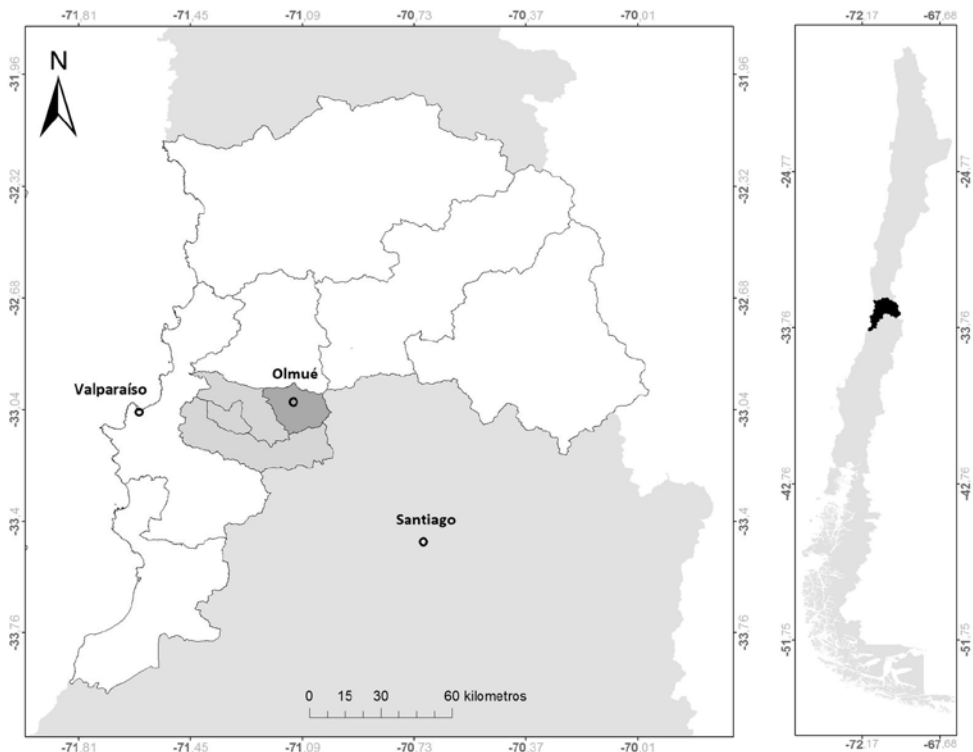 -71,81 -71,45 -71,09 -70,73 -70,37 -70,01
-72,17 -67,68
N
-31,96 -31,96
-32,32 -32,32
-32,68 -32,68
-33,04 -33,04
-33,4 -33,4
-33,76 -33,76
Olmué
Valparaíso
Santiago
0 15 30 60 kilometros
-71,81 -71,45 -71,09 -70,73 -70,37 -70,01
-24,77 -24,77
-33,76 -33,76
-42,76 -42,76
-51,75 -51,75
-72,17 -67,68